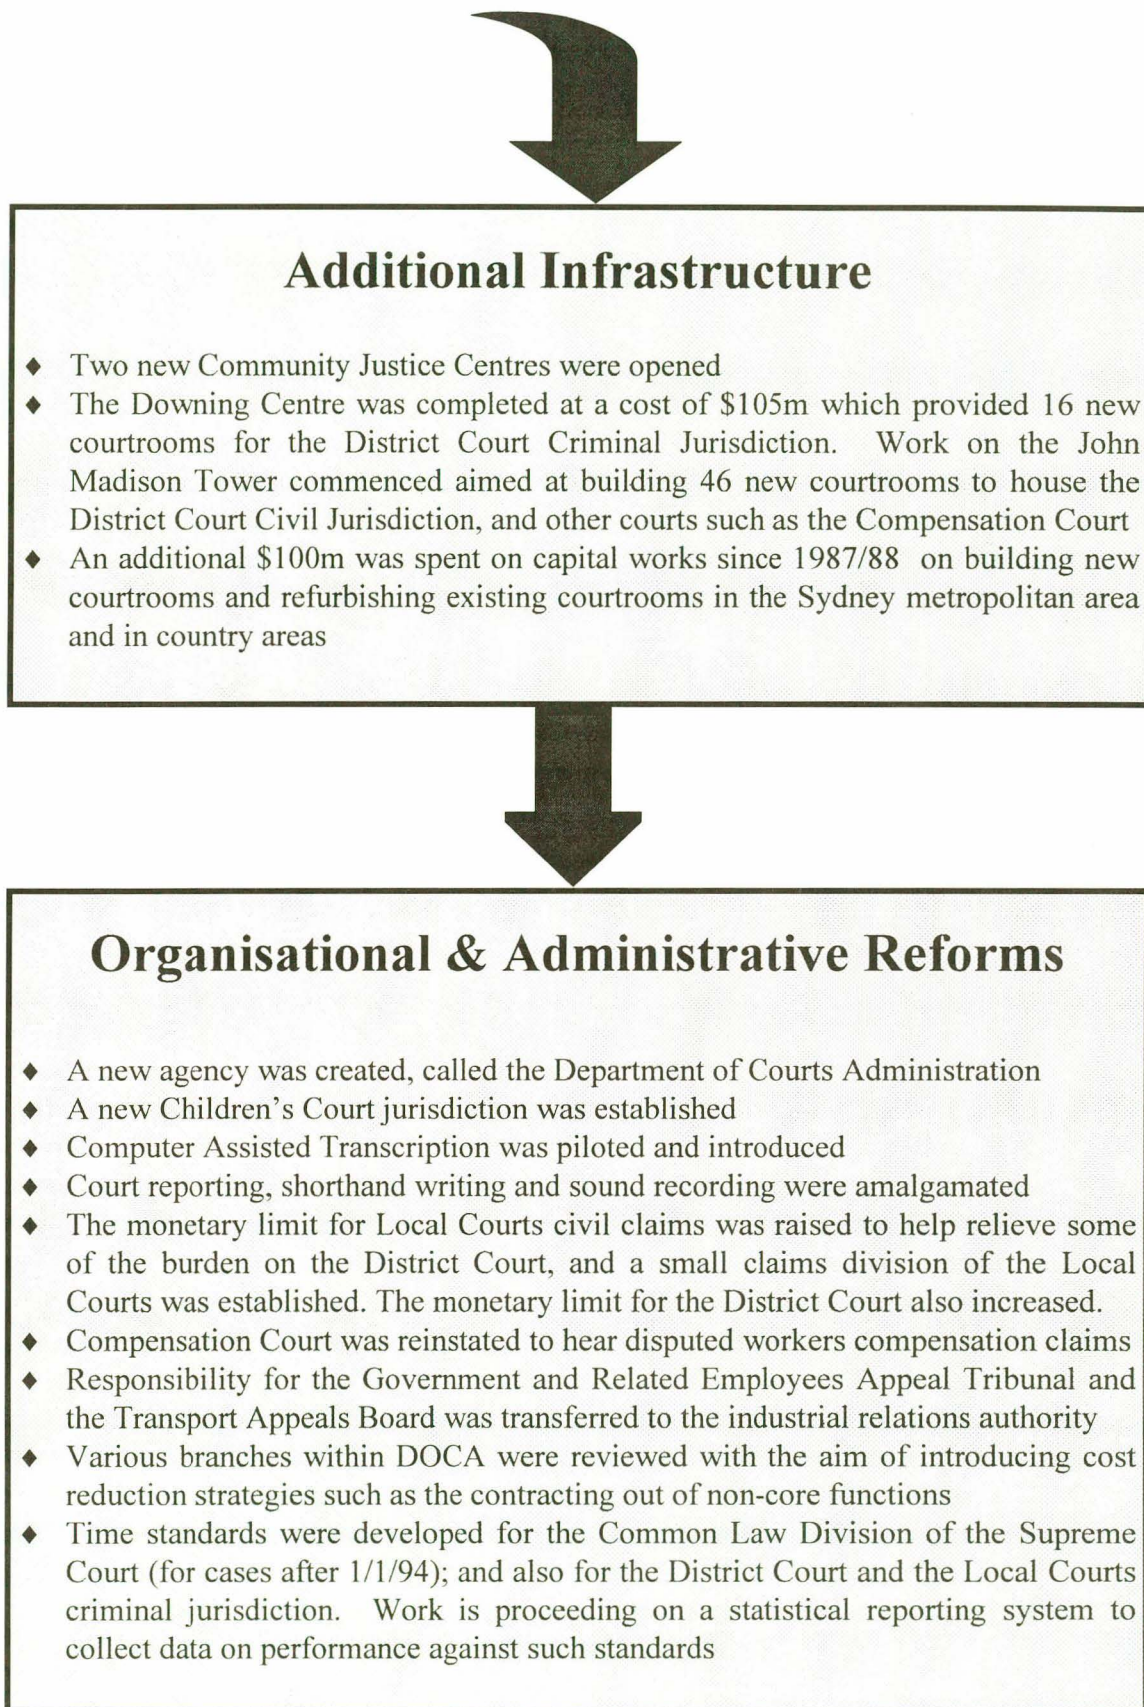 Additional Infrastructure
♦ Two new Community Justice Centres were opened
♦ The Downing Centre was completed at a cost of $105m which provided 16 new
courtrooms for the District Court Criminal Jurisdiction. Work on the John
Madison Tower commenced aimed at building 46 new courtrooms to house the
District Court Civil Jurisdiction, and other courts such as the Compensation Court
♦ An additional $100m was spent on capital works since 1987/88 on building new
courtrooms and refurbishing existing courtrooms in the Sydney metropolitan area
and in country areas
Organisational & Administrative Reforms
♦ A new agency was created, called the Department of Courts Administration
♦ A new Children's Court jurisdiction was established
♦ Computer Assisted Transcription was piloted and introduced
♦ Court reporting, shorthand writing and sound recording were amalgamated
♦ The monetary limit for Local Courts civil claims was raised to help relieve some
of the burden on the District Court, and a small claims division of the Local
Courts was established. The monetary limit for the District Court also increased.
♦ Compensation Court was reinstated to hear disputed workers compensation claims
♦ Responsibility for the Government and Related Employees Appeal Tribunal and
the Transport Appeals Board was transferred to the industrial relations authority
♦ Various branches within DOCA were reviewed with the aim of introducing cost
reduction strategies such as the contracting out of non-core functions
♦ Time standards were developed for the Common Law Division of the Supreme
Court (for cases after 1/1/94); and also for the District Court and the Local Courts
criminal jurisdiction. Work is proceeding on a statistical reporting system to
collect data on performance against such standards